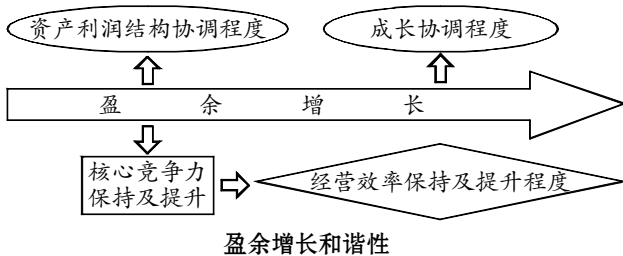 资产利润结构协调程度
成长协调程度
盈余增长
核心竞争力
保持及提升
经营效率保持及提升程度
盈余增长和谐性